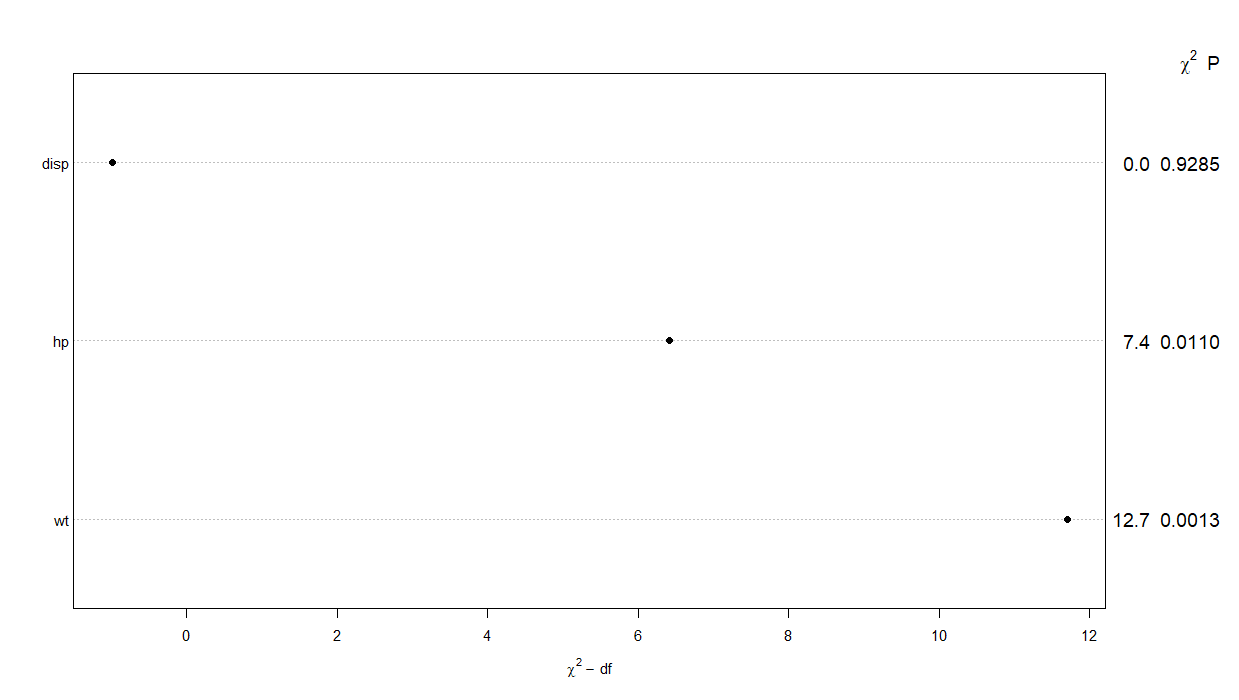 χ² P
disp 0.0 0.9285
hp 7.4 0.0110
wt 12.7 0.0013
0 2 4 6 8 10 12
χ² − df